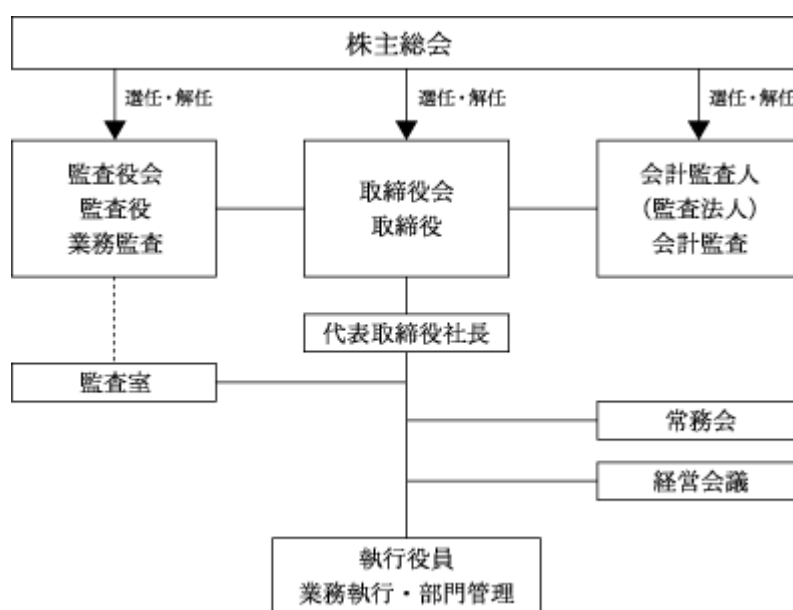 株主総会
選任・解任
選任・解任
選任・解任
監査役会
監査役
業務監査
取締役会
取締役
会計監査人
(監査法人)
会計監査
代表取締役社長
監査室
常務会
経営会議
執行役員
業務執行・部門管理